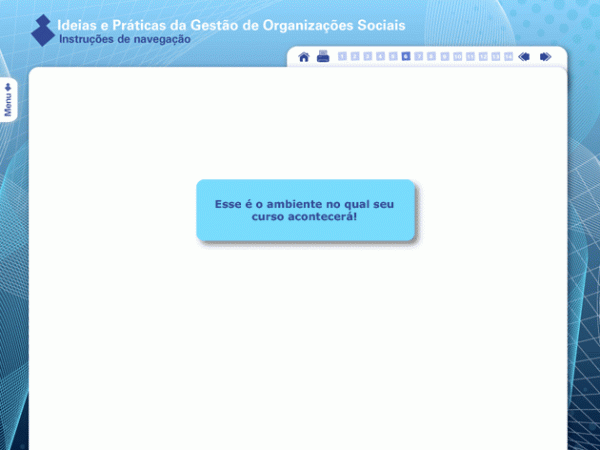 Ideias e Práticas da Gestão de Organizações Sociais
Instruções de navegação
1 2 3 4 5 6 7 8 9 10 11 12 13 14
Menu
Esse é o ambiente no qual seu
curso acontecerá!